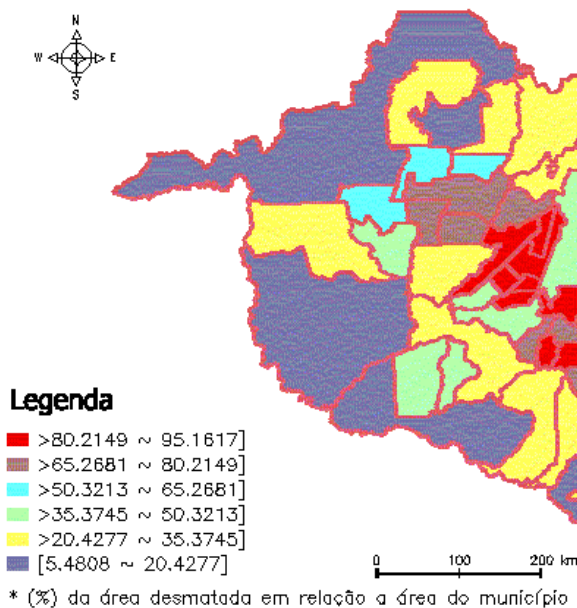 N
W E
S
Legenda
>80.2149 ~ 95.1617]
>65.2681 ~ 80.2149]
>50.3213 ~ 65.2681]
>35.3745 ~ 50.3213]
>20.4277 ~ 35.3745]
[5.4808 ~ 20.4277]
0 100 200 km
* (%) da área desmatada em relação a área do município